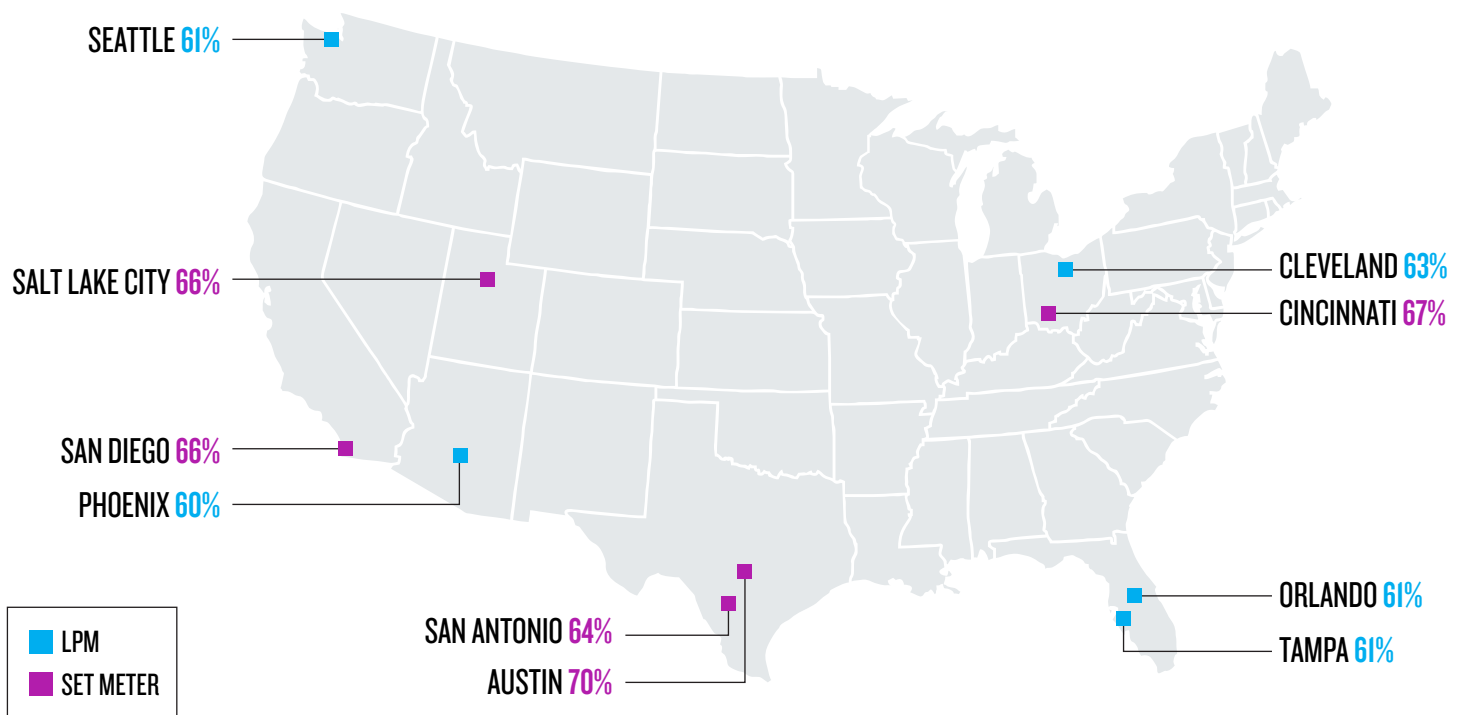 SEATTLE 61%
SALT LAKE CITY 66%
SAN DIEGO 66%
PHOENIX 60%
CLEVELAND 63%
CINCINNATI 67%
SAN ANTONIO 64%
AUSTIN 70%
ORLANDO 61%
TAMPA 61%
LPM
SET METER